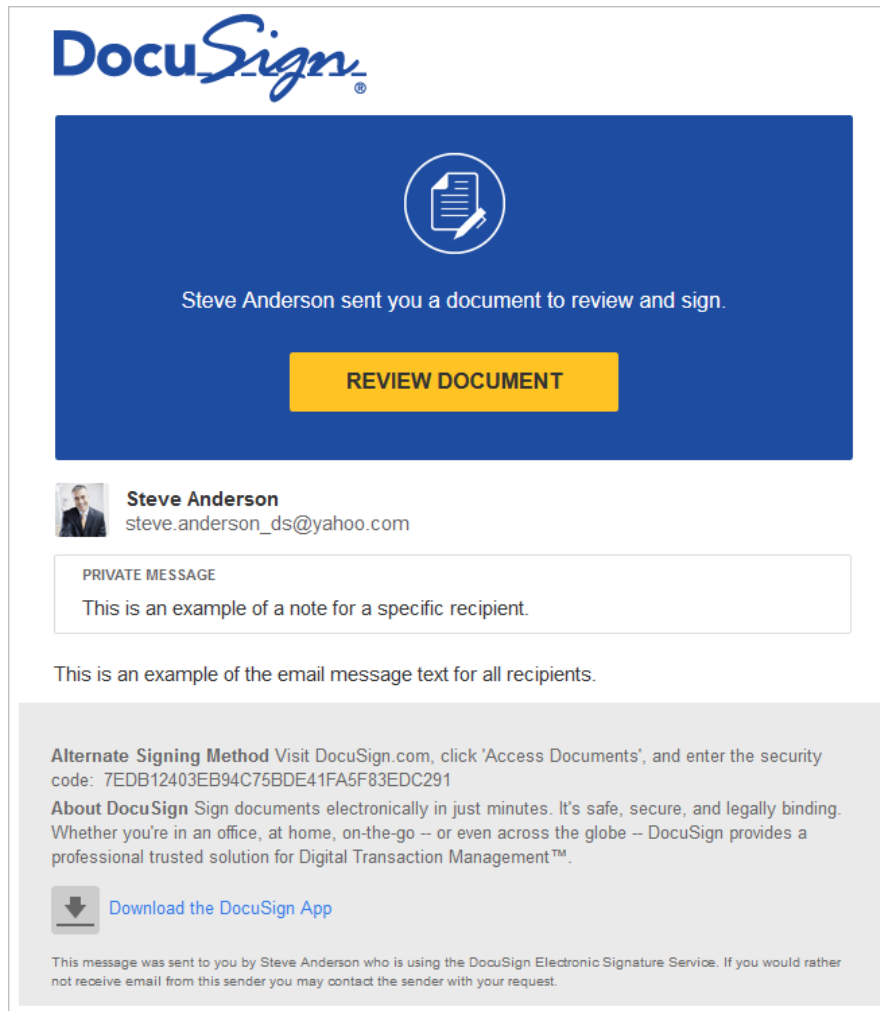 DocuSign®
Steve Anderson sent you a document to review and sign.
REVIEW DOCUMENT
Steve Anderson
steve.anderson_ds@yahoo.com
PRIVATE MESSAGE
This is an example of a note for a specific recipient.
This is an example of the email message text for all recipients.
Alternate Signing Method Visit DocuSign.com, click 'Access Documents', and enter the security
code: 7EDB12403EB94C75BDE41FA5F83EDC291
About DocuSign Sign documents electronically in just minutes. It's safe, secure, and legally binding.
Whether you're in an office, at home, on-the-go -- or even across the globe -- DocuSign provides a
professional trusted solution for Digital Transaction Management™.
Download the DocuSign App
This message was sent to you by Steve Anderson who is using the DocuSign Electronic Signature Service. If you would rather
not receive email from this sender you may contact the sender with your request.